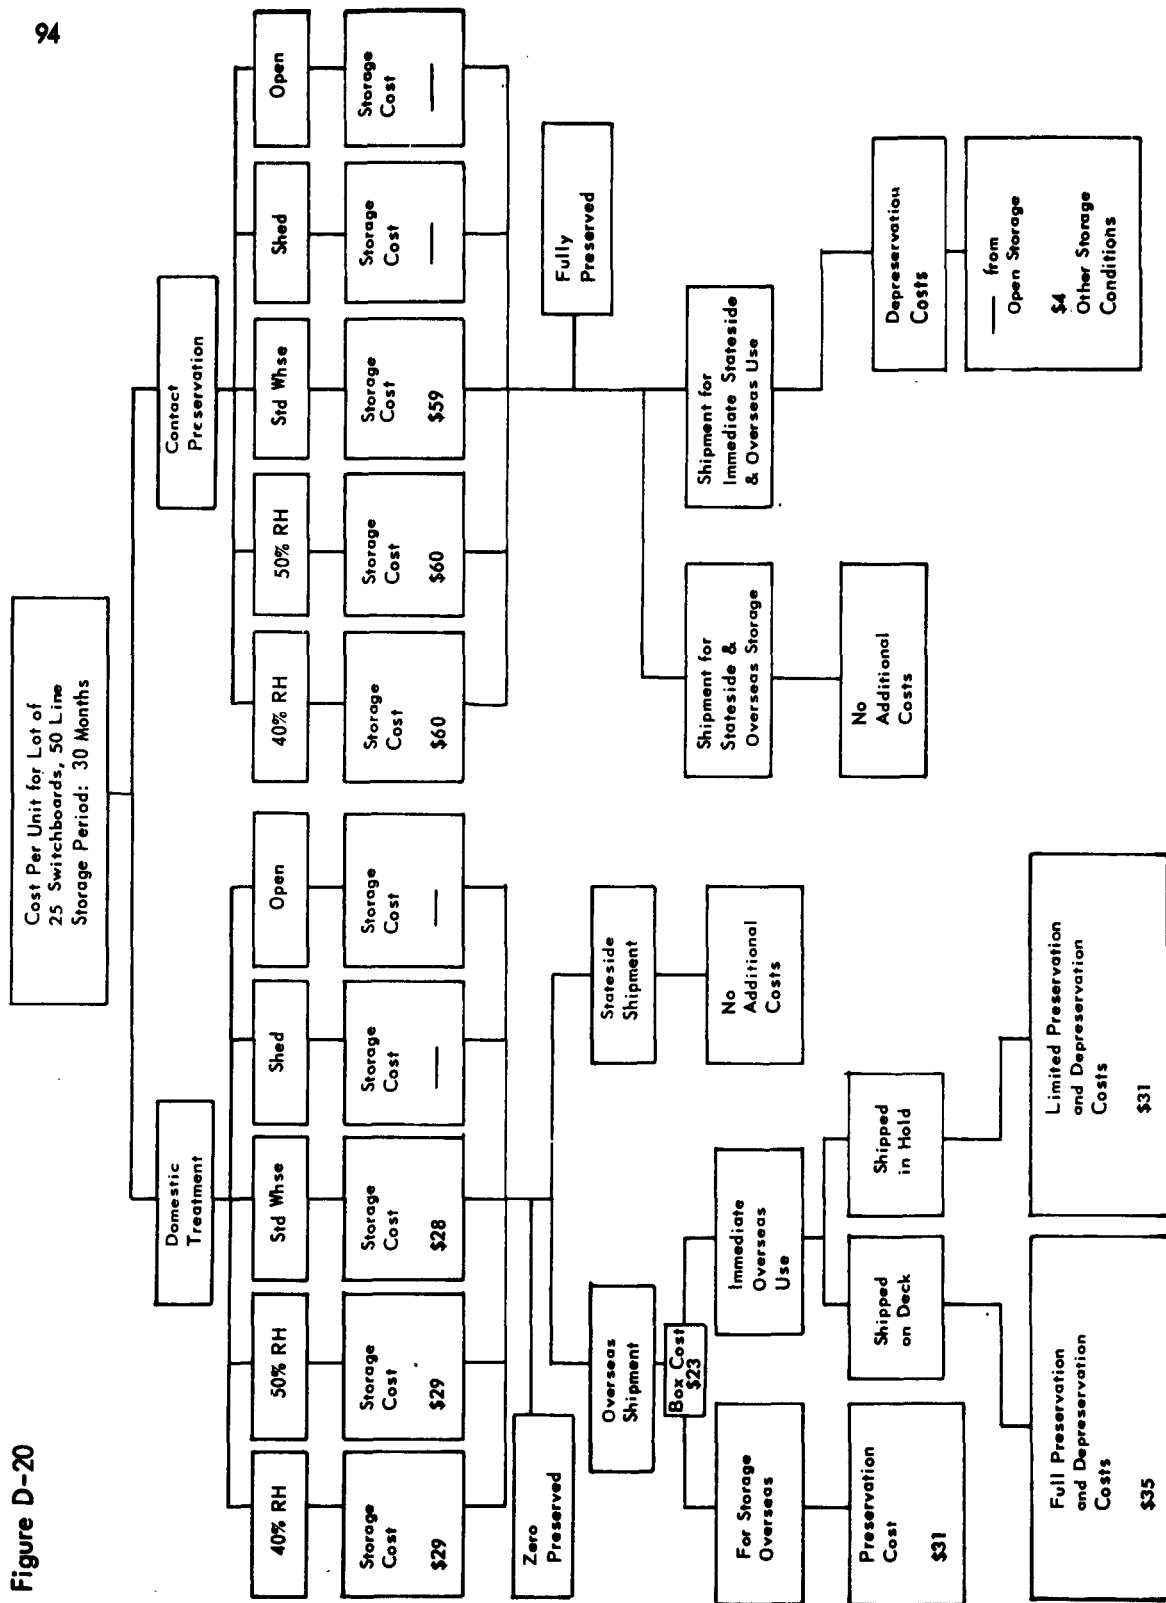 94
Figure D-20
Cost Per Unit for Lot of
25 Switchboards, 50 Line
Storage Period: 30 Months
Domestic
Treatment
Contact
Preservation
40% RH
50% RH
Std Whse
Shed
Open
40% RH
50% RH
Std Whse
Shed
Open
Storage
Cost
$29
Storage
Cost
$29
Storage
Cost
$28
Storage
Cost
—
Storage
Cost
—
Storage
Cost
$60
Storage
Cost
$60
Storage
Cost
$59
Storage
Cost
—
Storage
Cost
—
Zero
Preserved
Fully
Preserved
Overseas
Shipment
Stateside
Shipment
Shipment for
Stateside &
Overseas Storage
Shipment for
Immediate Stateside
& Overseas Use
Box Cost
$23
For Storage
Overseas
Immediate
Overseas
Use
No
Additional
Costs
No
Additional
Costs
Depreservation
Costs
Preservation
Cost
$31
Shipped
on Deck
Shipped
in Hold
— from
Open Storage
$4 Other Storage
Conditions
Full Preservation
and Depreservation
Costs
$35
Limited Preservation
and Depreservation
Costs
$31